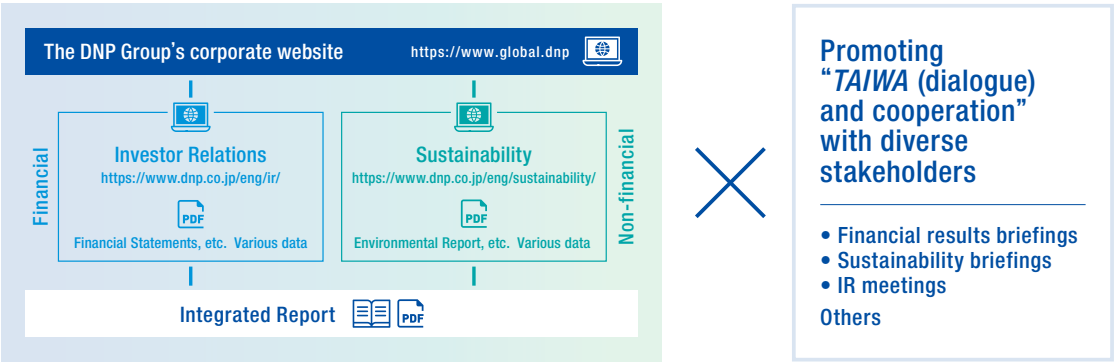 The DNP Group's corporate website
https://www.global.dnp
Financial
Investor Relations
https://www.dnp.co.jp/eng/ir/
PDF
Financial Statements, etc. Various data
Sustainability
https://www.dnp.co.jp/eng/sustainability/
PDF
Environmental Report, etc. Various data
Non-financial
Integrated Report
PDF
Promoting
“TAIWA (dialogue)
and cooperation”
with diverse
stakeholders
• Financial results briefings
• Sustainability briefings
• IR meetings
Others